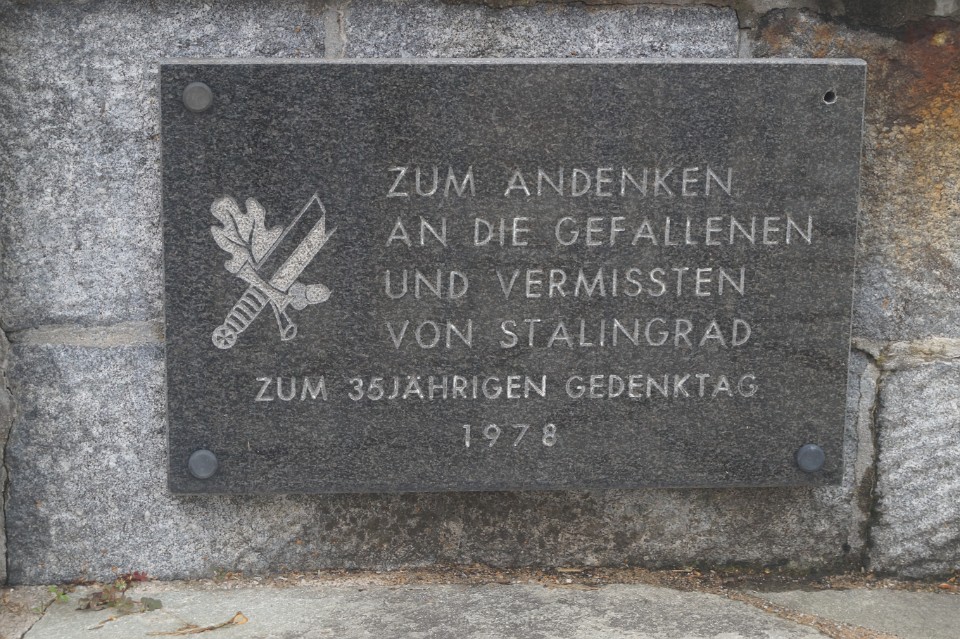 ZUM ANDENKEN
AN DIE GEFALLENEN
UND VERMISSTEN
VON STALINGRAD
ZUM 35JÄHRIGEN GEDENKTAG
1978